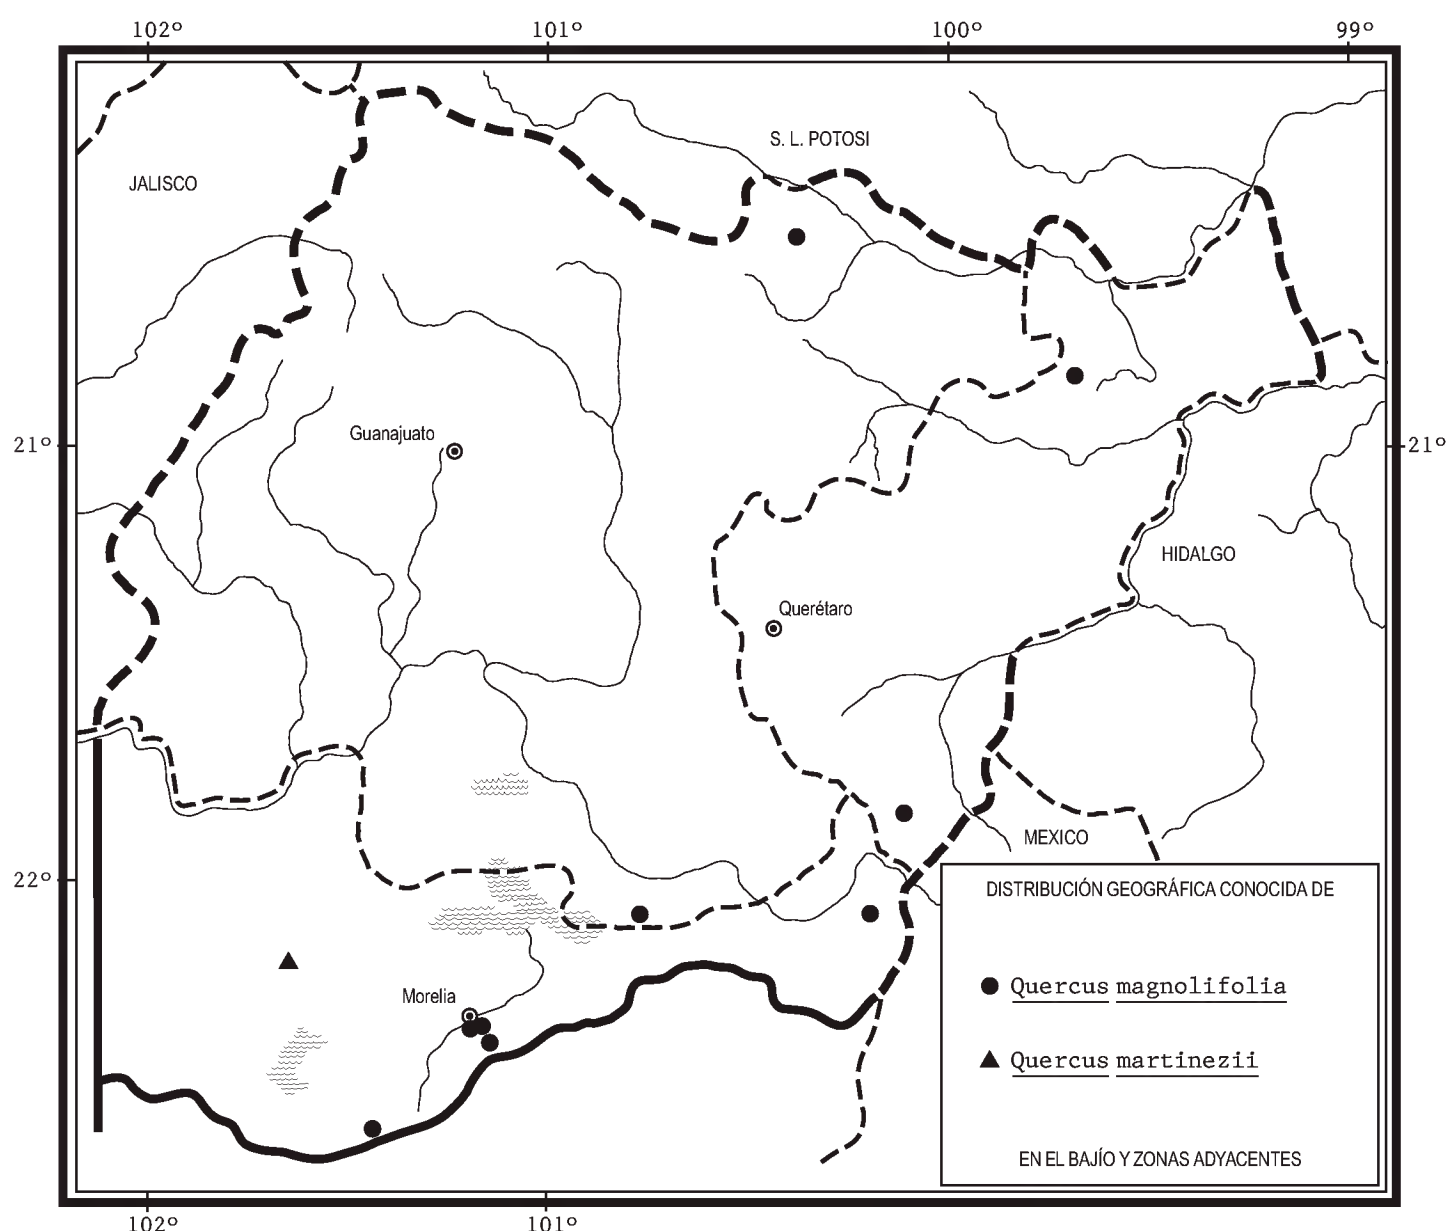 102º 101º 100º 99º
S. L. POTOSI
JALISCO
Guanajuato
21º 21º
HIDALGO
Querétaro
MEXICO
22º
DISTRIBUCIÓN GEOGRÁFICA CONOCIDA DE
Morelia
Quercus magnolifolia
Quercus martinezii
EN EL BAJÍO Y ZONAS ADYACENTES
102º 101º